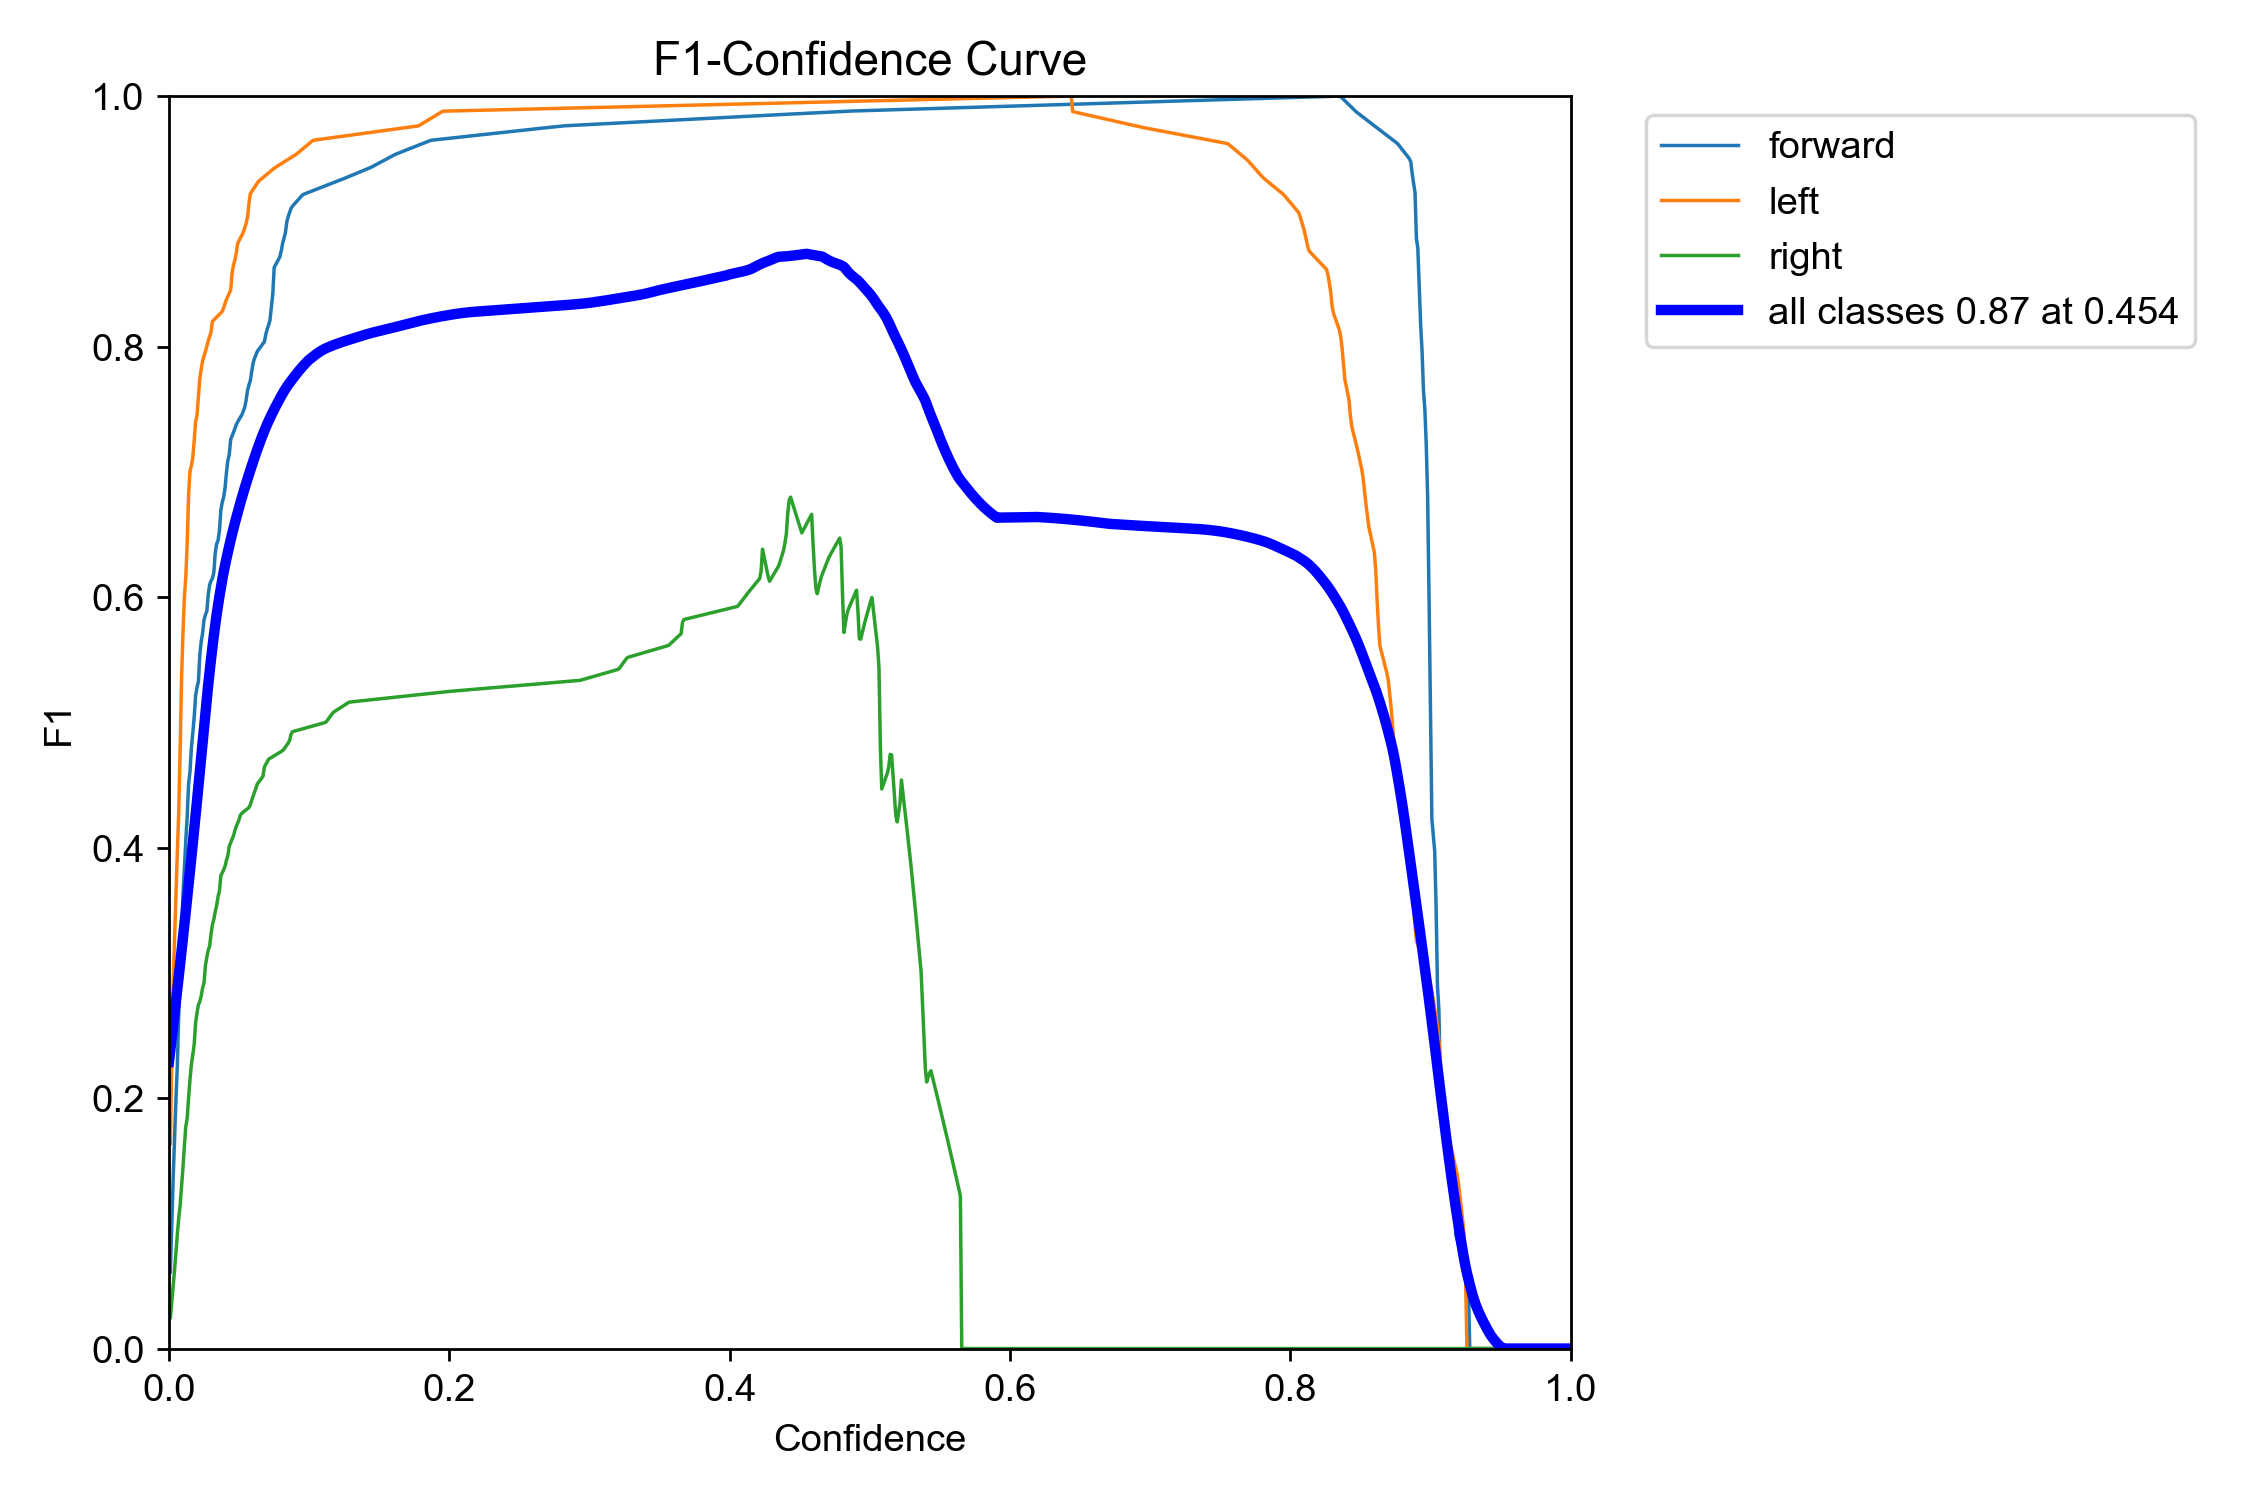 F1-Confidence Curve
1.0
0.8
0.6
0.4
0.2
0.0
F1
0.0 0.2 0.4 0.6 0.8 1.0
Confidence
forward
left
right
all classes 0.87 at 0.454